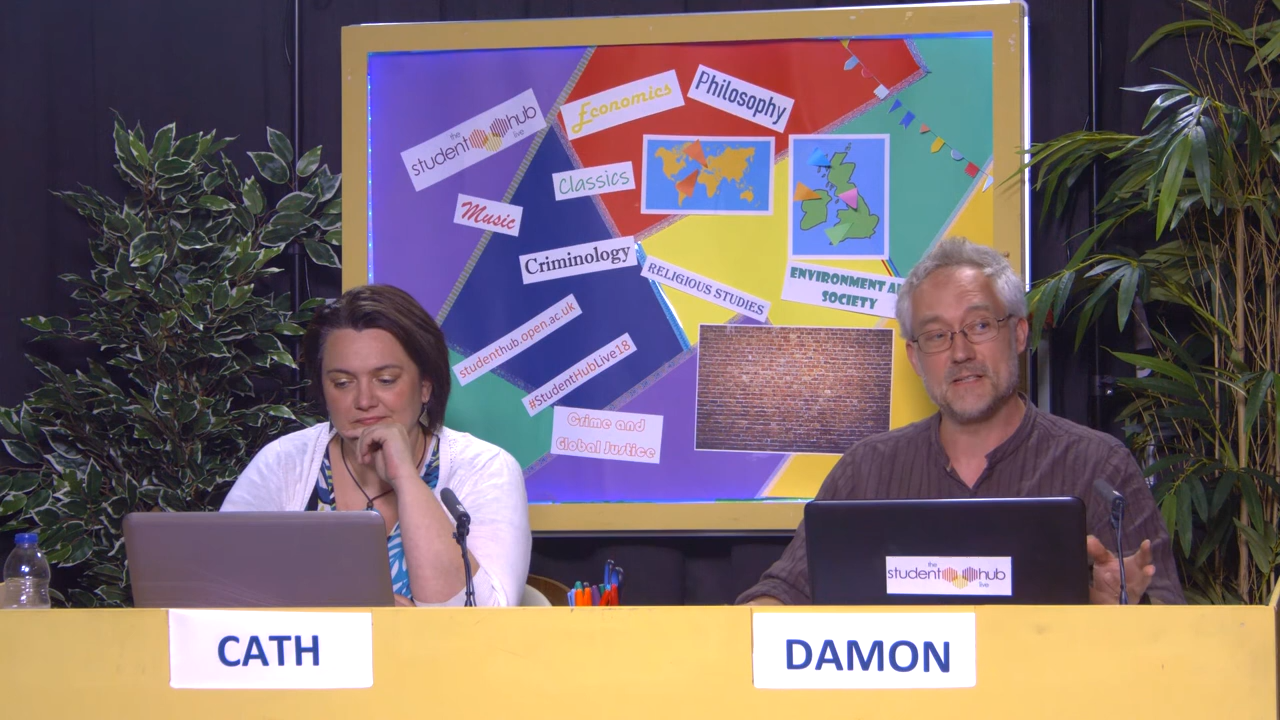 the
student hub
live
Economics
Philosophy
Classics
Music
Criminology
RELIGIOUS STUDIES
ENVIRONMENT A
SOCIETY
studenthub.open.ac.uk
#StudentHubLive18
Crime and
Global Justice
the
student hub
live
CATH
DAMON